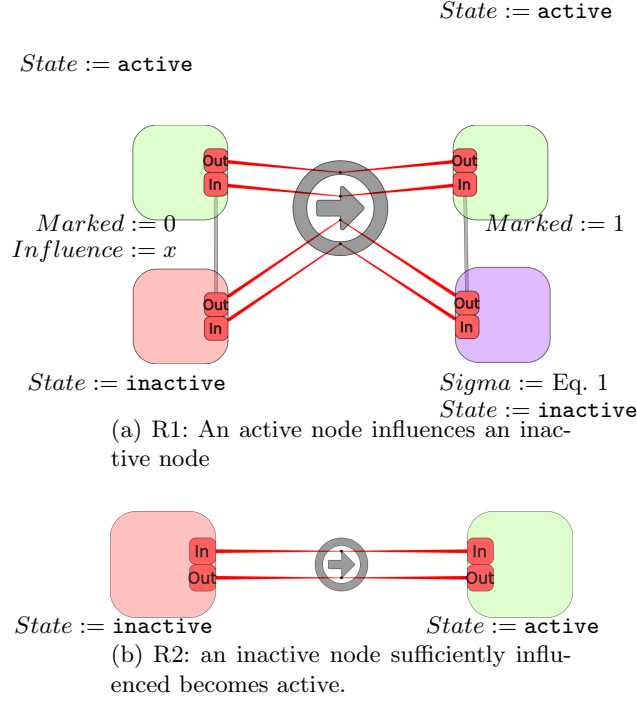 State := active
State := active
Out
Out
In
In
Marked := 0
Marked := 1
Influence := x
Out
Out
In
In
State := inactive
Sigma := Eq. 1
State := inactive
(a) R1: An active node influences an inac-
tive node
In
In
Out
Out
State := inactive
State := active
(b) R2: an inactive node sufficiently influ-
enced becomes active.